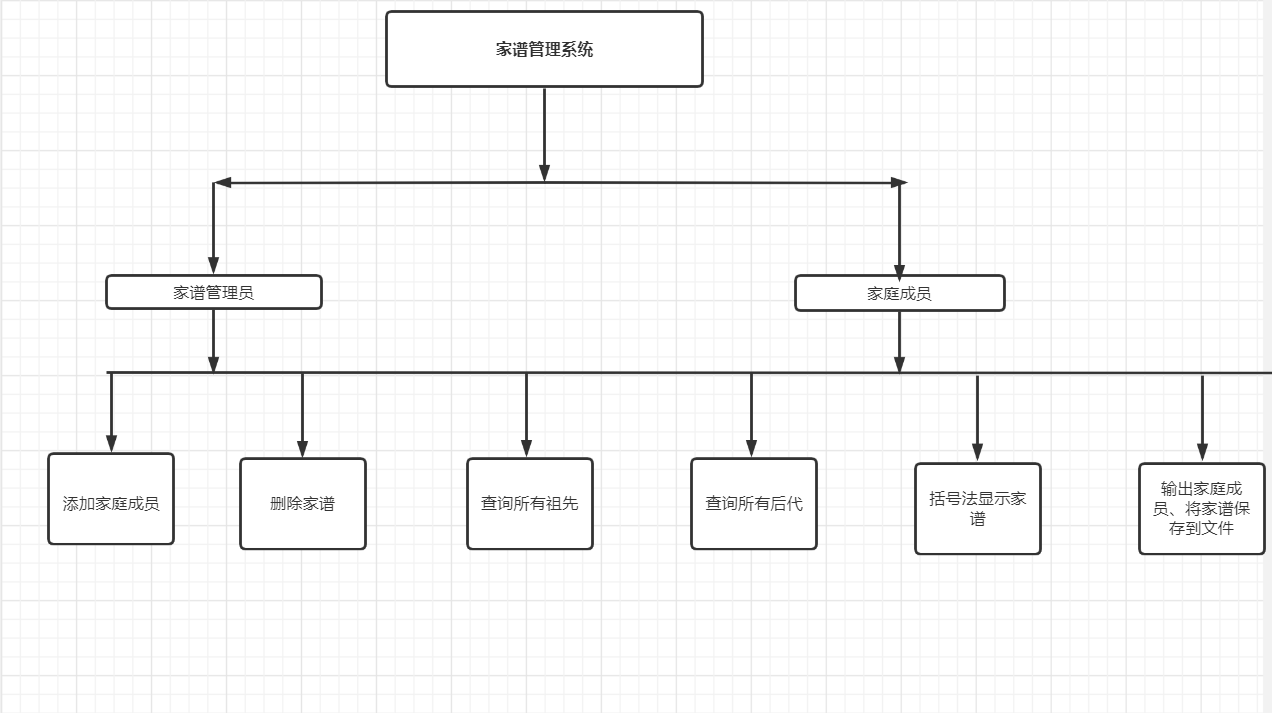 家谱管理系统
家谱管理员
家庭成员
添加家庭成员
删除家谱
查询所有祖先
查询所有后代
括号法显示家
谱
输出家庭成
员、将家谱保
存到文件